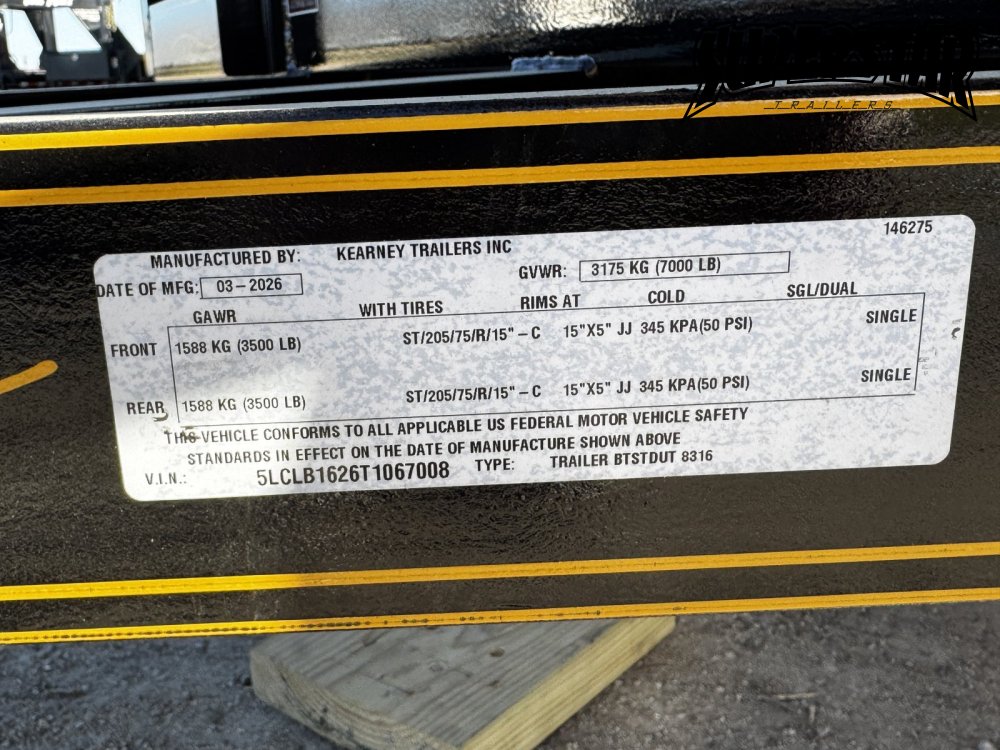 TRAILERS
146275
MANUFACTURED BY: KEARNEY TRAILERS INC
DATE OF MFG: 03-2026 GVWR: 3175 KG (7000 LB)
GAWR WITH TIRES RIMS AT COLD SGL/DUAL
FRONT 1588 KG (3500 LB) ST/205/75/R/15" - C 15"X5" JJ 345 KPA(50 PSI) SINGLE
REAR 1588 KG (3500 LB) ST/205/75/R/15" - C 15"X5" JJ 345 KPA(50 PSI) SINGLE
THIS VEHICLE CONFORMS TO ALL APPLICABLE US FEDERAL MOTOR VEHICLE SAFETY
STANDARDS IN EFFECT ON THE DATE OF MANUFACTURE SHOWN ABOVE
V.I.N.: 5LCLB1626T1067008 TYPE: TRAILER BTSTDUT 8316